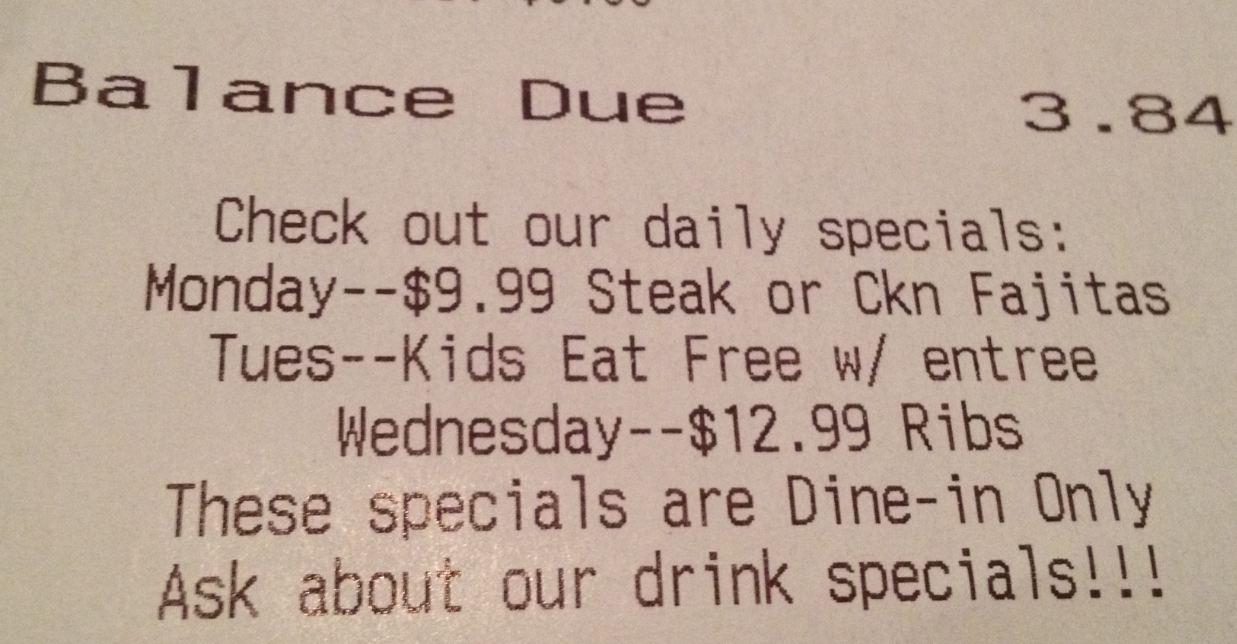 Balance Due 3.84
Check out our daily specials:
Monday--$9.99 Steak or Ckn Fajitas
Tues--Kids Eat Free w/ entree
Wednesday--$12.99 Ribs
These specials are Dine-in Only
Ask about our drink specials!!!